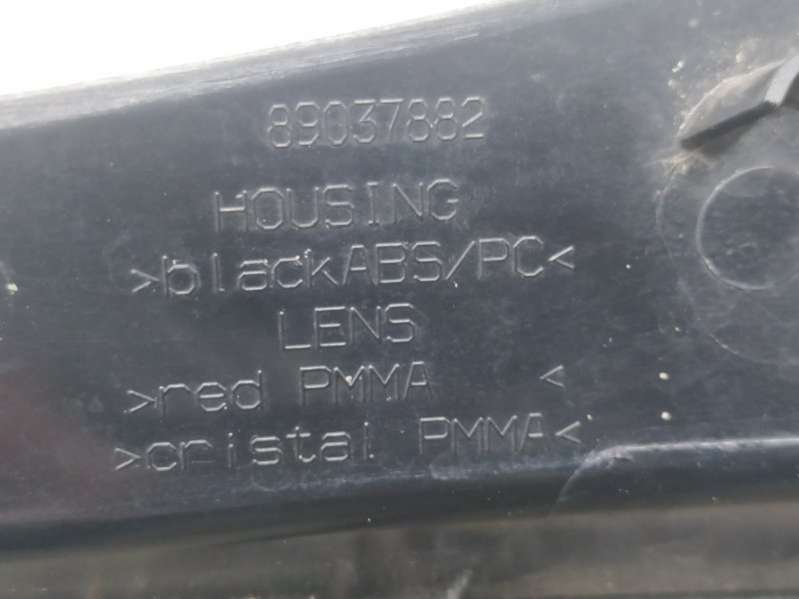 89037882
HOUSING
>blackABS/PC<
LENS
>red PMMA <
>cristal PMMA<